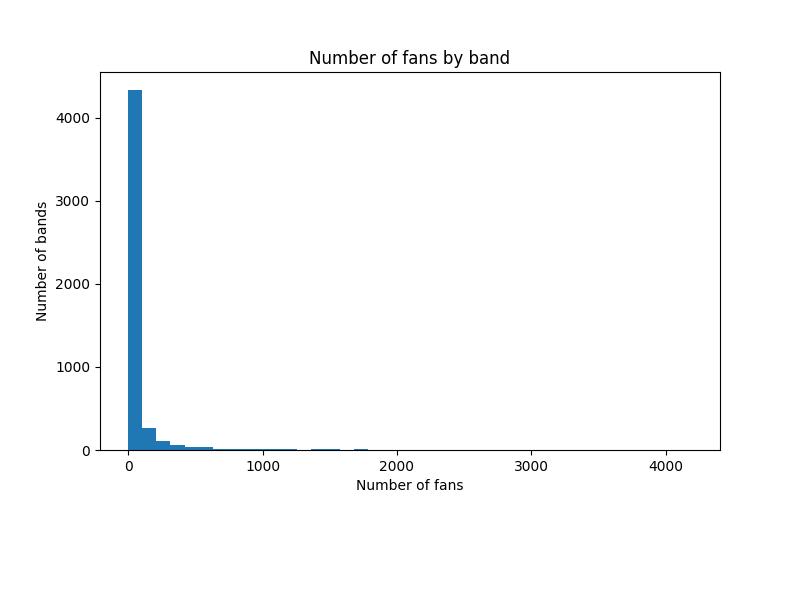 Number of fans by band
Number of bands
4000
3000
2000
1000
0
0 1000 2000 3000 4000
Number of fans